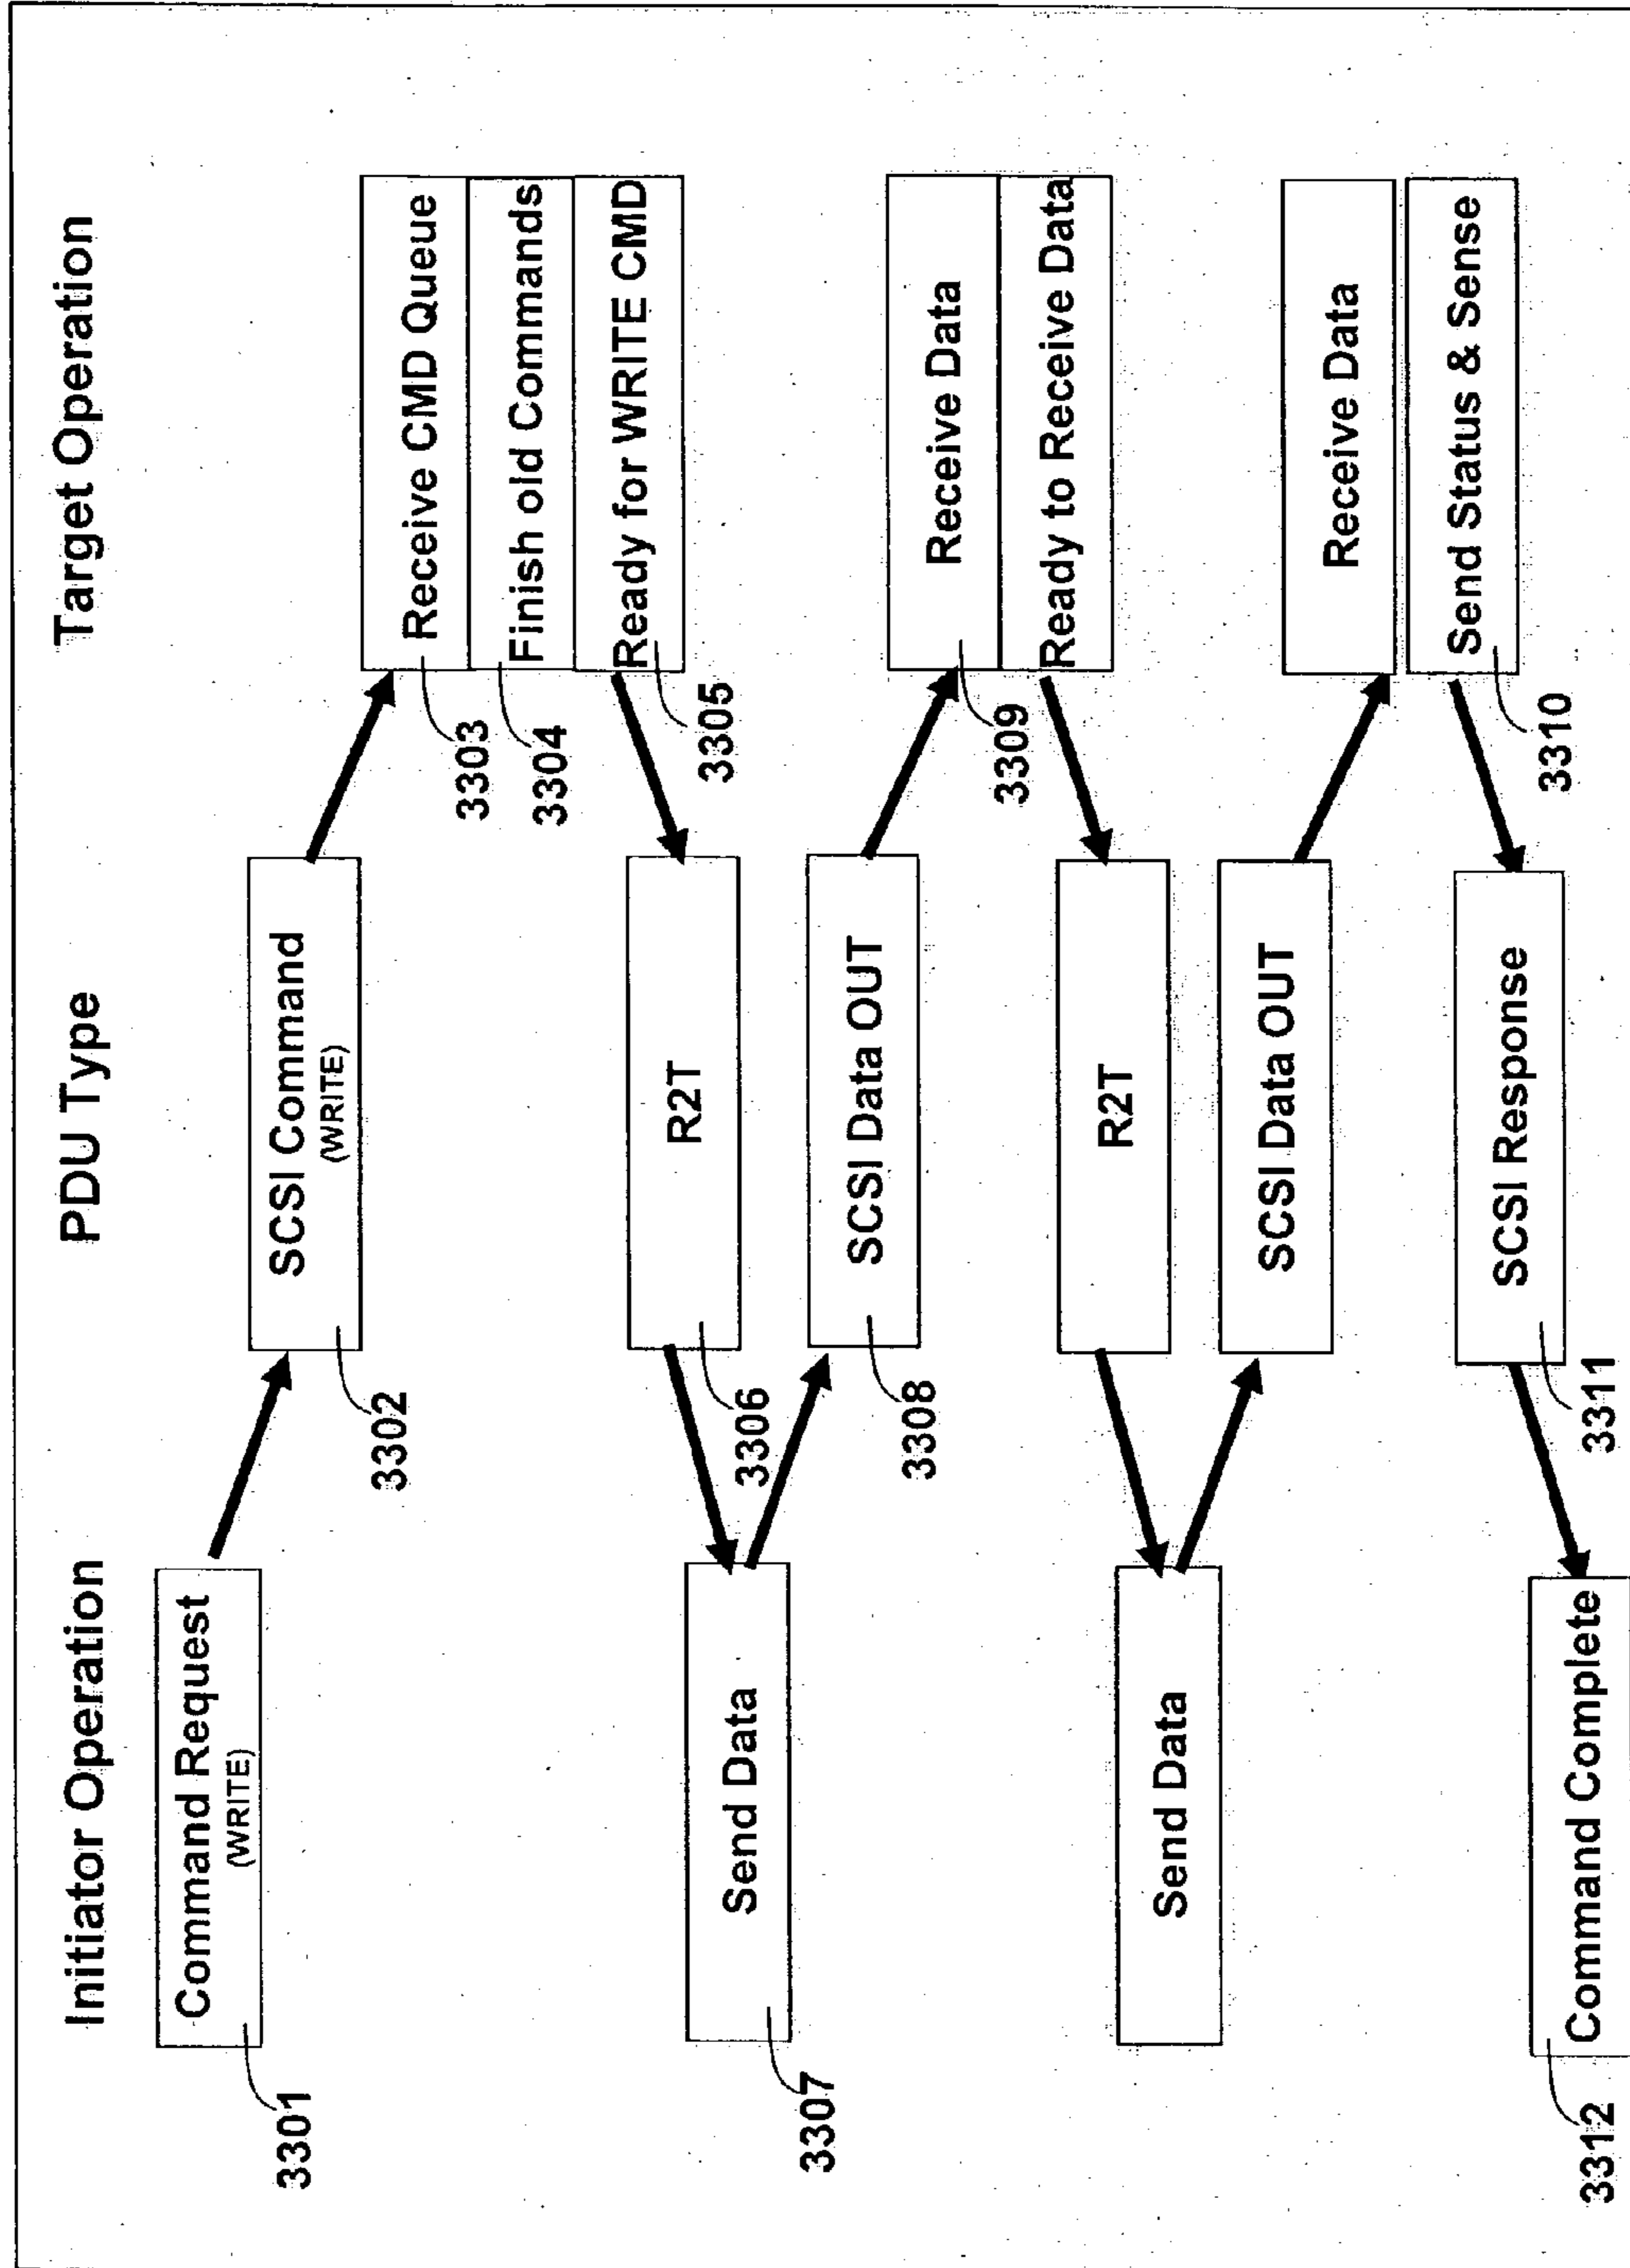 Initiator Operation
PDU Type
Target Operation
Command Request
(WRITE)
3301
SCSI Command
(WRITE)
3302
Receive CMD Queue
3303
Finish old Commands
3304
Ready for WRITE CMD
3305
R2T
3306
Send Data
3307
SCSI Data OUT
3308
Receive Data
3309
Ready to Receive Data
R2T
Send Data
SCSI Data OUT
Receive Data
Send Status & Sense
3310
SCSI Response
3311
Command Complete
3312